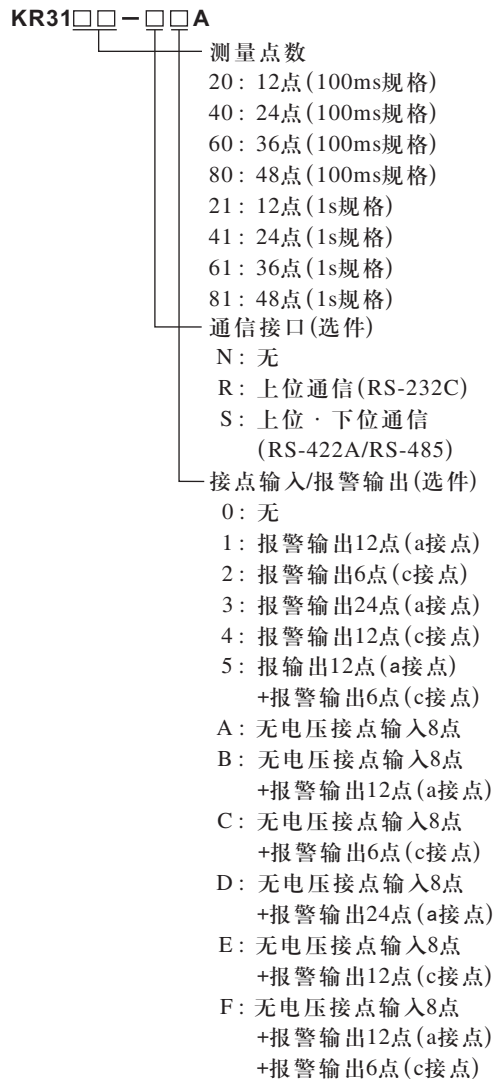 KR31□□－□□A
测量点数
20：12点(100ms规格)
40：24点(100ms规格)
60：36点(100ms规格)
80：48点(100ms规格)
21：12点(1s规格)
41：24点(1s规格)
61：36点(1s规格)
81：48点(1s规格)
通信接口(选件)
N：无
R：上位通信(RS-232C)
S：上位·下位通信
(RS-422A/RS-485)
接点输入/报警输出(选件)
0：无
1：报警输出12点(a接点)
2：报警输出6点(c接点)
3：报警输出24点(a接点)
4：报警输出12点(c接点)
5：报输出12点(a接点)
+报警输出6点(c接点)
A：无电压接点输入8点
B：无电压接点输入8点
+报警输出12点(a接点)
C：无电压接点输入8点
+报警输出6点(c接点)
D：无电压接点输入8点
+报警输出24点(a接点)
E：无电压接点输入8点
+报警输出12点(c接点)
F：无电压接点输入8点
+报警输出12点(a接点)
+报警输出6点(c接点)